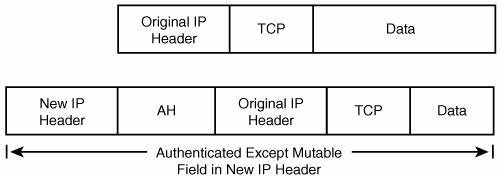 Original IP Header TCP Data
New IP Header AH Original IP Header TCP Data
Authenticated Except Mutable
Field in New IP Header